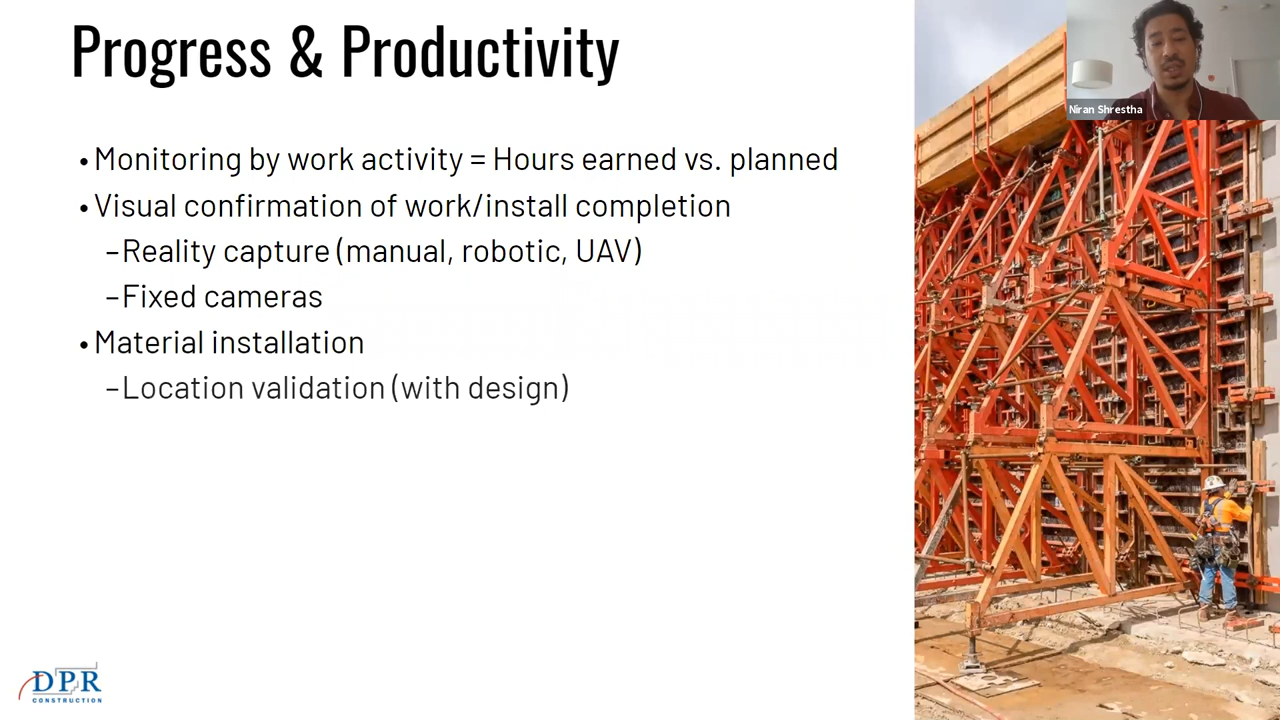 Progress & Productivity
Niran Shrestha
• Monitoring by work activity = Hours earned vs. planned
• Visual confirmation of work/install completion
–Reality capture (manual, robotic, UAV)
–Fixed cameras
• Material installation
–Location validation (with design)
DPR
CONSTRUCTION